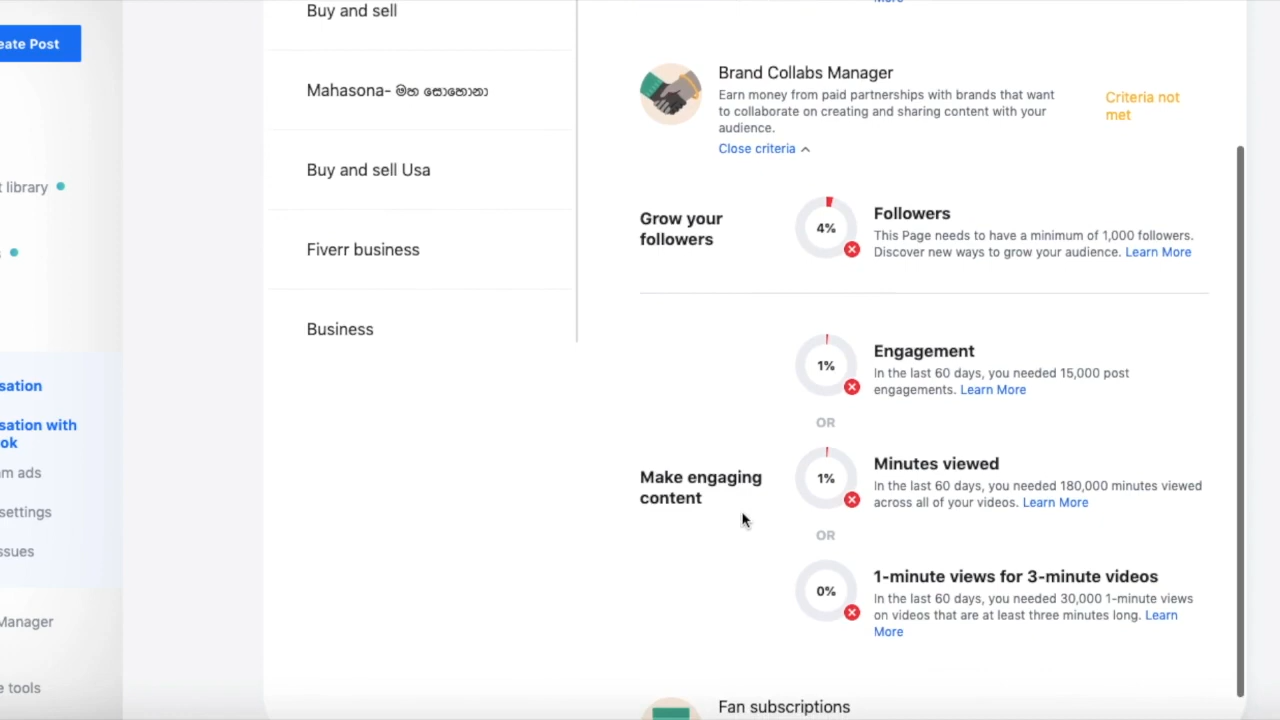 eate Post
t library
s
sation
sation with
ok
m ads
settings
ssues
Manager
e tools
Buy and sell
Mahasona- මහ සොහොනා
Buy and sell Usa
Fiverr business
Business
More
Brand Collabs Manager
Earn money from paid partnerships with brands that want
to collaborate on creating and sharing content with your
audience.
Close criteria
Criteria not
met
Grow your
followers
4%
Followers
This Page needs to have a minimum of 1,000 followers.
Discover new ways to grow your audience. Learn More
Make engaging
content
1%
Engagement
In the last 60 days, you needed 15,000 post
engagements. Learn More
OR
1%
Minutes viewed
In the last 60 days, you needed 180,000 minutes viewed
across all of your videos. Learn More
OR
0%
1-minute views for 3-minute videos
In the last 60 days, you needed 30,000 1-minute views
on videos that are at least three minutes long. Learn
More
Fan subscriptions